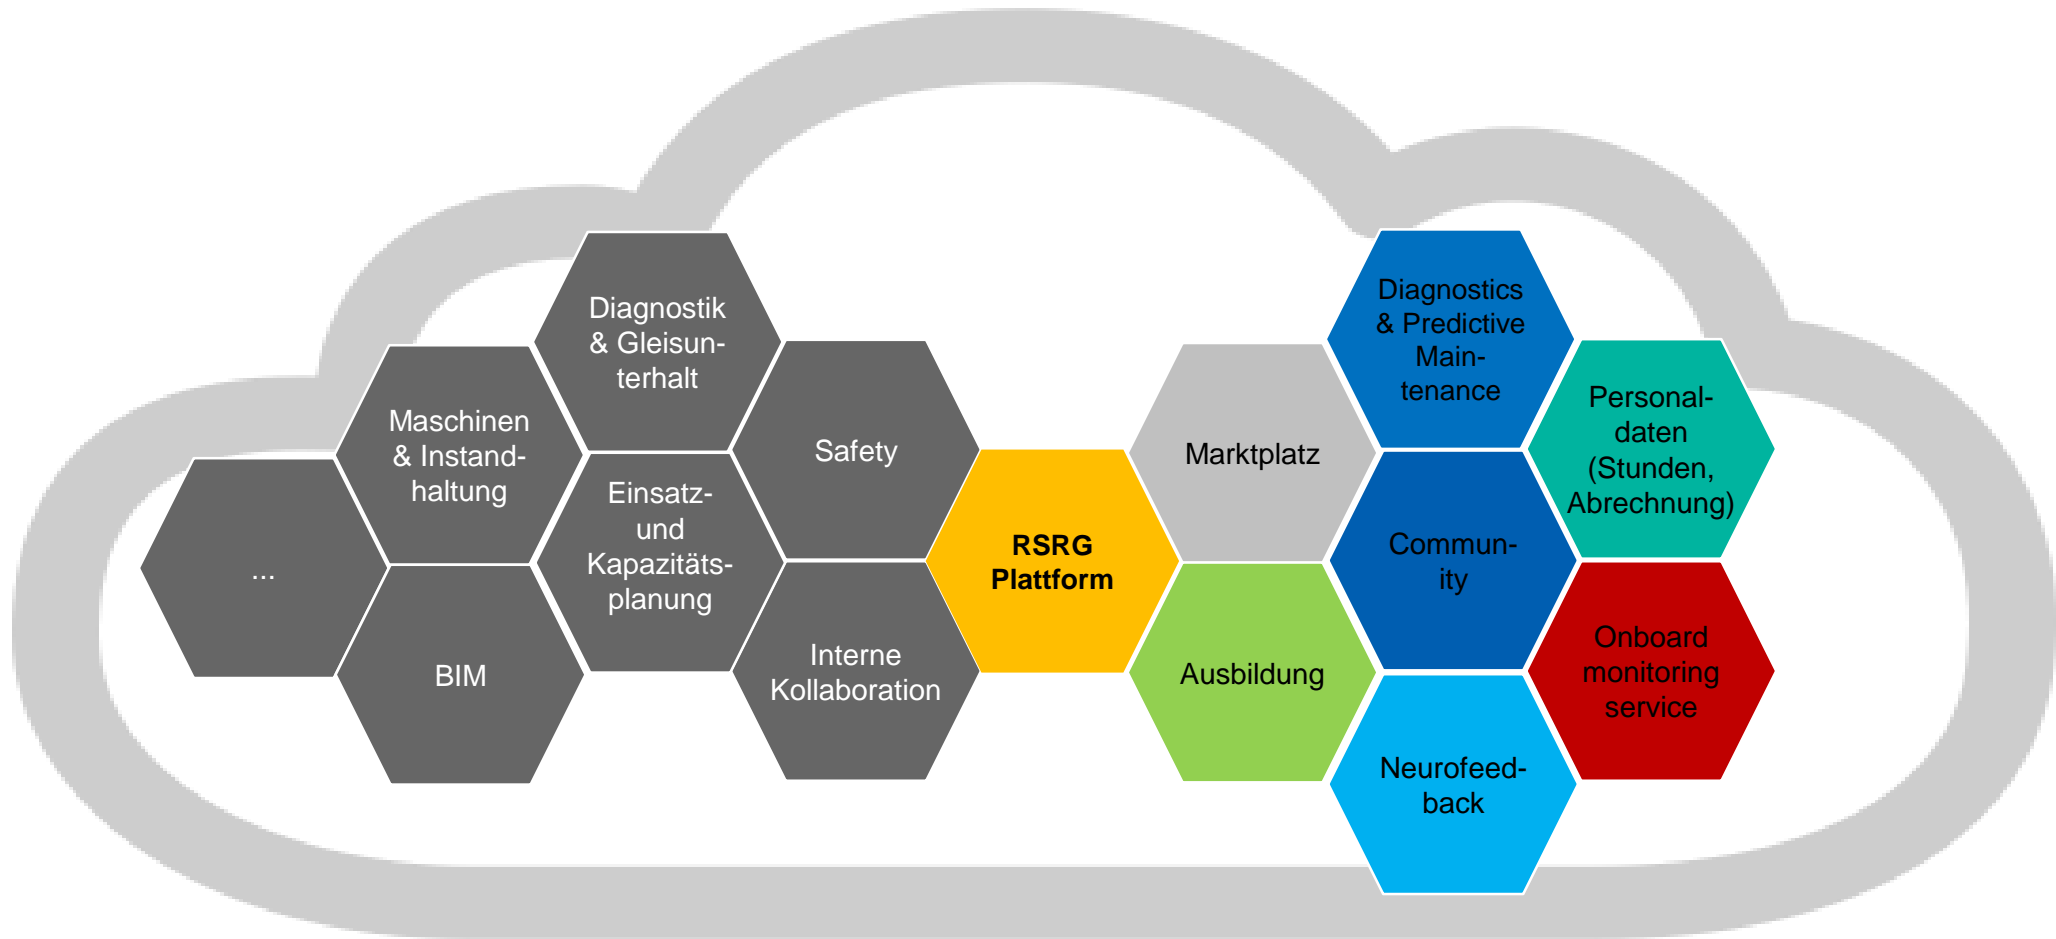 ...
Maschinen
& Instand-
haltung
BIM
Diagnostik
& Gleisun-
terhalt
Einsatz-
und
Kapazitäts-
planung
Safety
Interne
Kollaboration
RSRG
Plattform
Marktplatz
Ausbildung
Diagnostics
& Predictive
Main-
tenance
Commun-
ity
Neurofeed-
back
Personal-
daten
(Stunden,
Abrechnung)
Onboard
monitoring
service